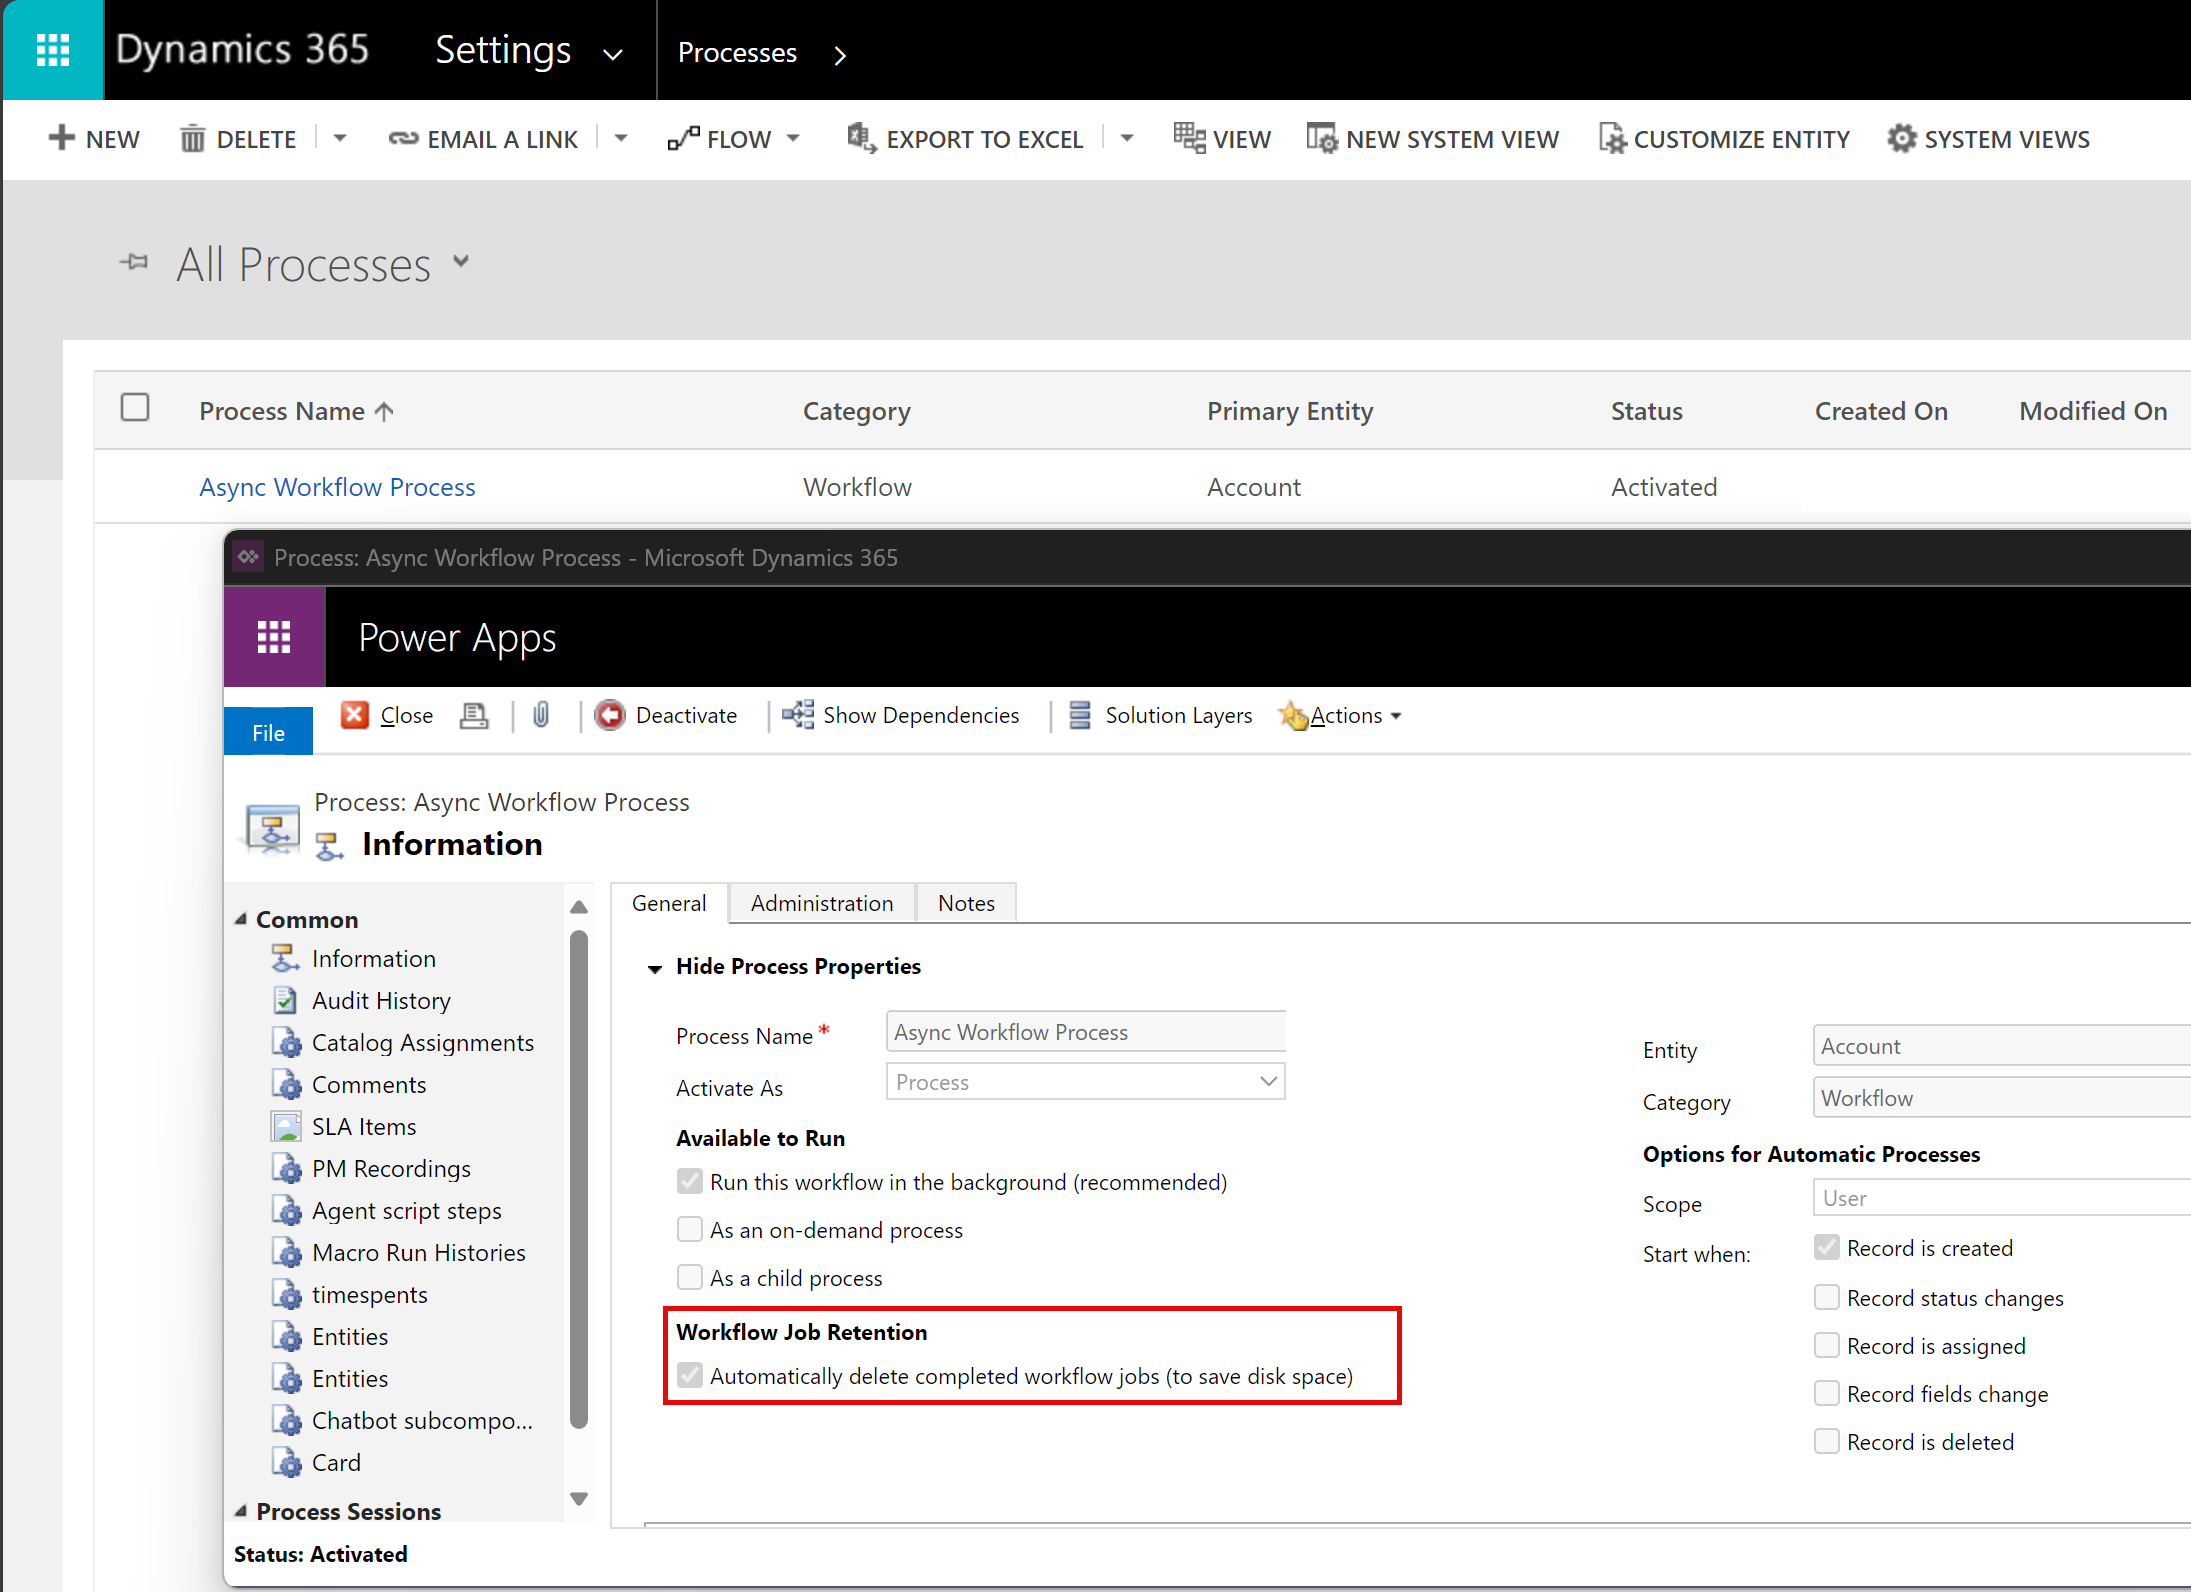 Dynamics 365 Settings Processes
NEW DELETE EMAIL A LINK FLOW EXPORT TO EXCEL VIEW NEW SYSTEM VIEW CUSTOMIZE ENTITY SYSTEM VIEWS
All Processes
Process Name Category Primary Entity Status Created On Modified On
Async Workflow Process Workflow Account Activated
Process: Async Workflow Process - Microsoft Dynamics 365
Power Apps
File Close Deactivate Show Dependencies Solution Layers Actions
Process: Async Workflow Process
Information
Common
Information
Audit History
Catalog Assignments
Comments
SLA Items
PM Recordings
Agent script steps
Macro Run Histories
timespents
Entities
Entities
Chatbot subcompo...
Card
Process Sessions
General Administration Notes
Hide Process Properties
Process Name * Async Workflow Process
Activate As Process
Available to Run
Run this workflow in the background (recommended)
As an on-demand process
As a child process
Workflow Job Retention
Automatically delete completed workflow jobs (to save disk space)
Entity Account
Category Workflow
Options for Automatic Processes
Scope User
Start when: Record is created
Record status changes
Record is assigned
Record fields change
Record is deleted
Status: Activated